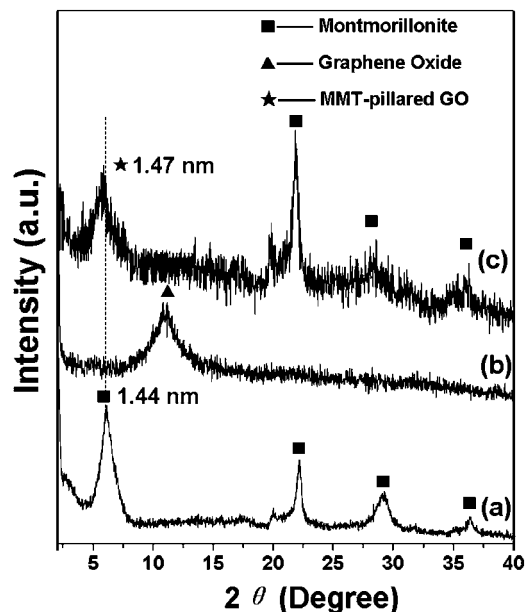 Montmorillonite
Graphene Oxide
MMT-pillared GO
1.47 nm
(c)
(b)
1.44 nm
(a)
Intensity (a.u.)
5 10 15 20 25 30 35 40
2 θ (Degree)